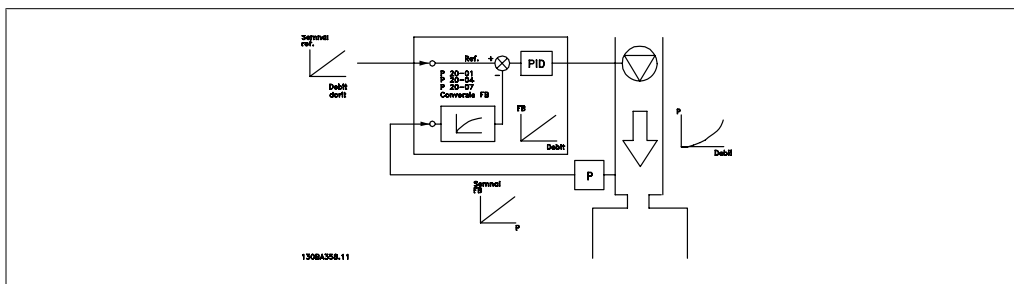 Semnal
ref.
Debit
dorit
Ref. +
−
P 20-01
P 20-04
P 20-07
Conversie FB
PID
FB
Debit
P
Debit
P
Semnal
FB
P
130BA358.11